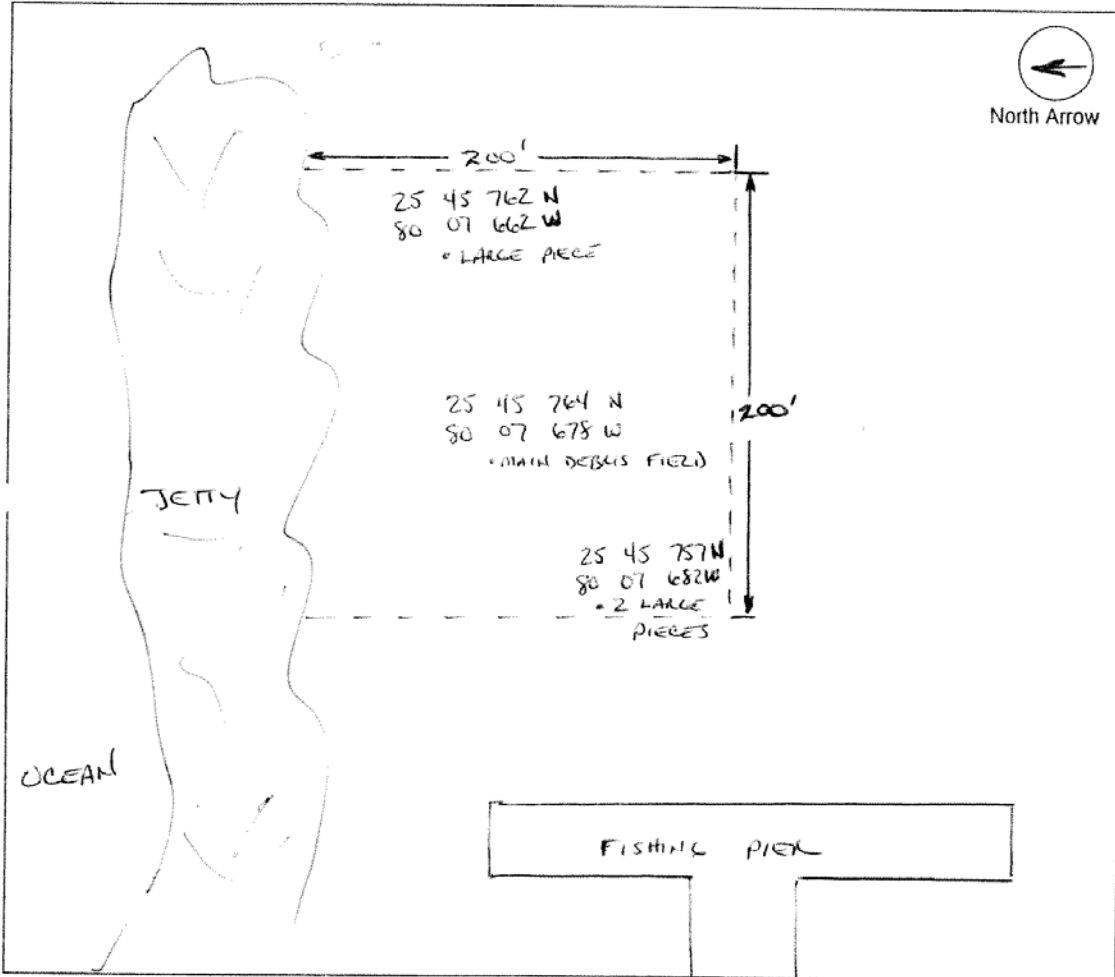 North Arrow
200'
25 45 762 N
80 07 662 W
• LARGE PIECE
25 45 764 N
80 07 678 W
• MAIN DEBRIS FIELD
200'
JETTY
25 45 757 N
80 07 682 W
• 2 LARGE
PIECES
OCEAN
FISHING PIER